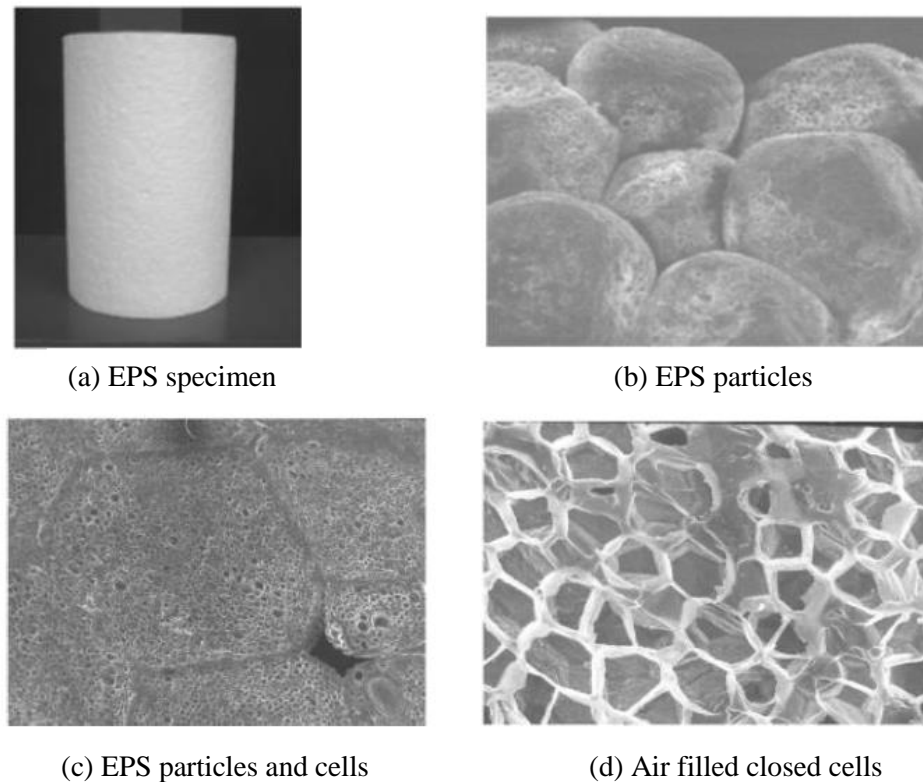 (a) EPS specimen
(b) EPS particles
(c) EPS particles and cells
(d) Air filled closed cells